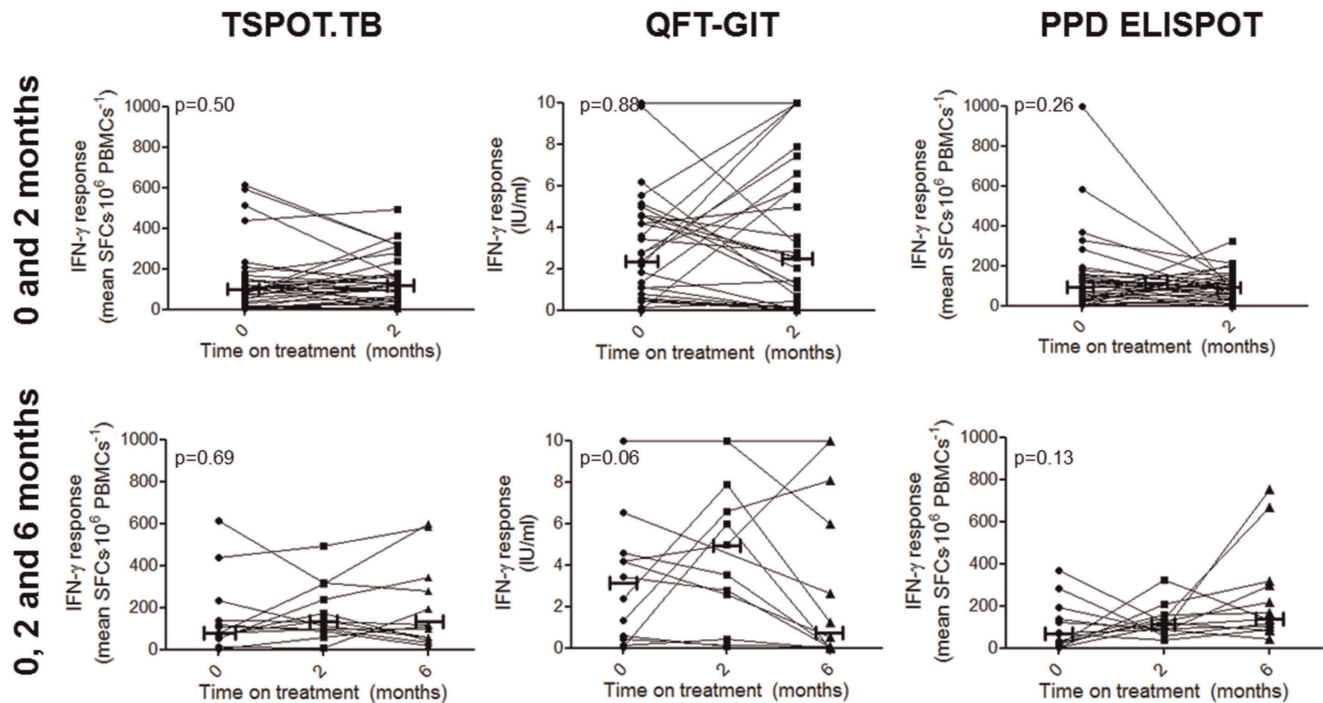 TSPOT.TB
QFT-GIT
PPD ELISPOT
0 and 2 months
IFN-γ response
(mean SFCs·10⁶ PBMCs⁻¹)
1000
800
600
400
200
0
p=0.50
0
2
Time on treatment (months)
IFN-γ response
(IU/ml)
10
8
6
4
2
0
p=0.88
0
2
Time on treatment (months)
IFN-γ response
(mean SFCs·10⁶ PBMCs⁻¹)
1000
800
600
400
200
0
p=0.26
0
2
Time on treatment (months)
0, 2 and 6 months
IFN-γ response
(mean SFCs·10⁶ PBMCs⁻¹)
1000
800
600
400
200
0
p=0.69
0
2
6
Time on treatment (months)
IFN-γ response
(IU/ml)
10
8
6
4
2
0
p=0.06
0
2
6
Time on treatment (months)
IFN-γ response
(mean SFCs·10⁶ PBMCs⁻¹)
1000
800
600
400
200
0
p=0.13
0
2
6
Time on treatment (months)